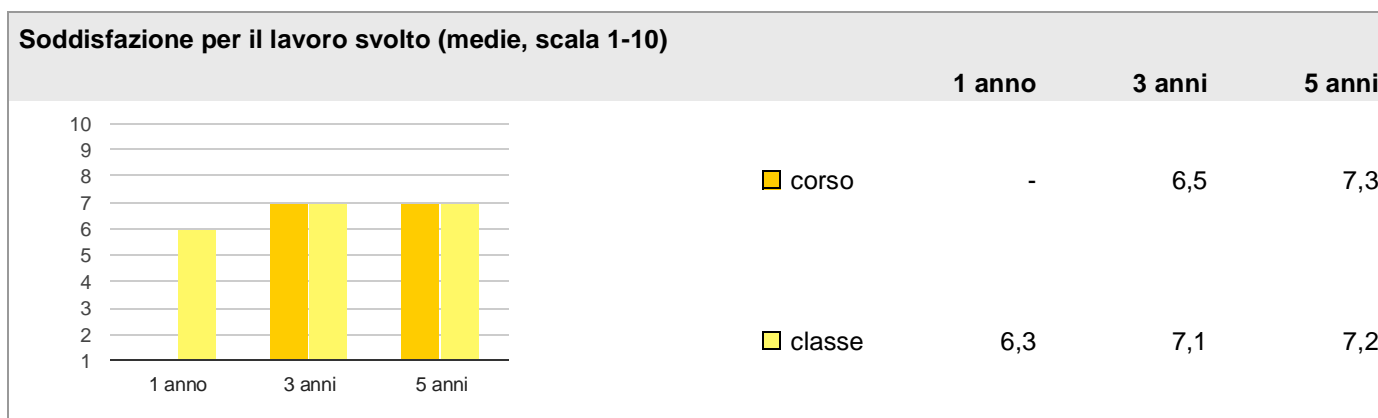 Soddisfazione per il lavoro svolto (medie, scala 1-10)
1 anno 3 anni 5 anni
10
9
8
7
6
5
4
3
2
1
1 anno 3 anni 5 anni
corso - 6,5 7,3
classe 6,3 7,1 7,2